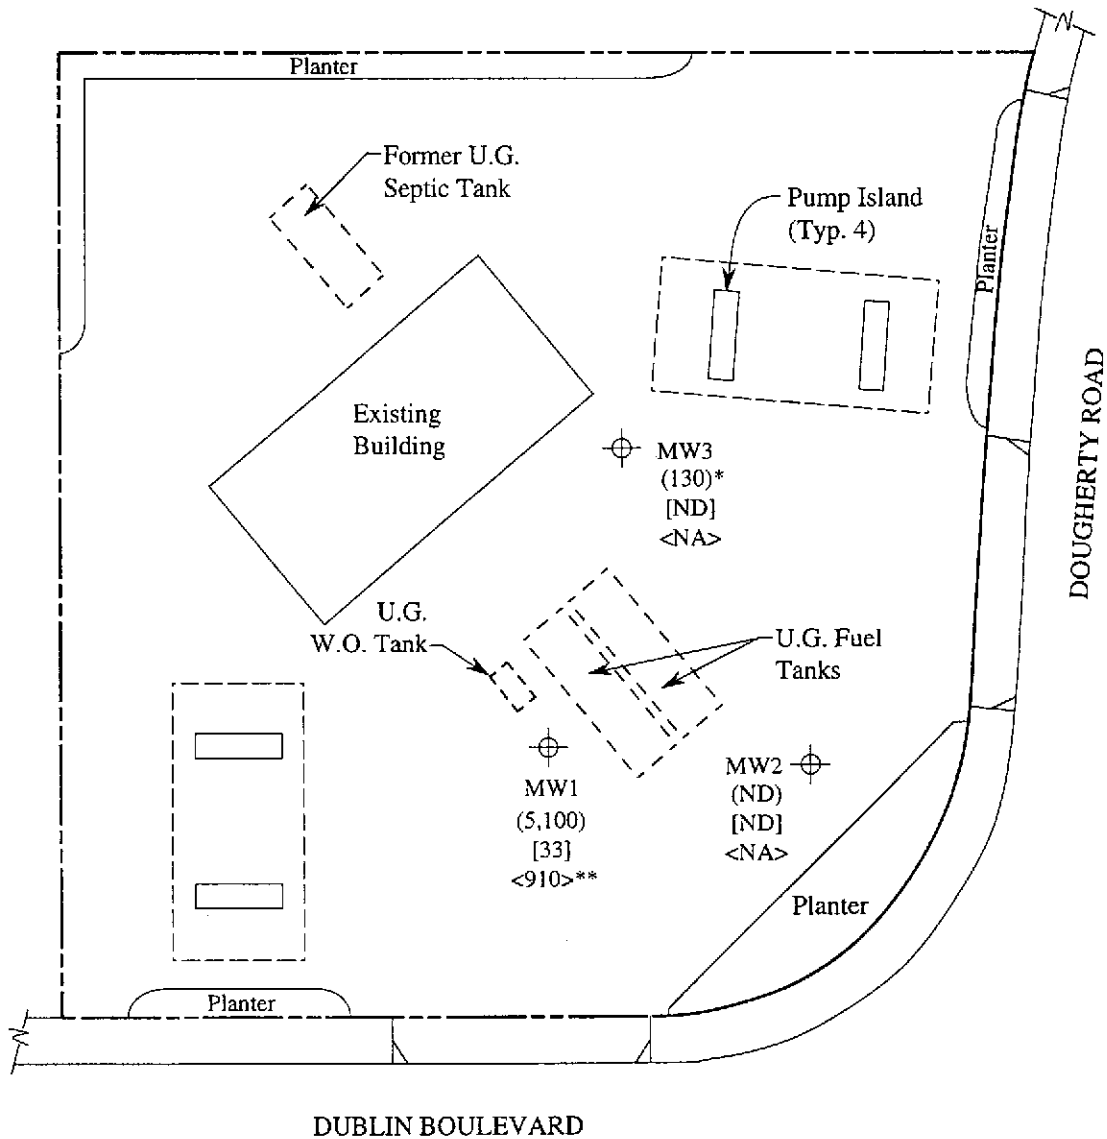 Planter
Former U.G.
Septic Tank
Pump Island
(Typ. 4)
Planter
Existing
Building
MW3
(130)*
[ND]
<NA>
DOUGHERTY ROAD
U.G.
W.O. Tank
U.G. Fuel
Tanks
MW1
(5,100)
[33]
<910>**
MW2
(ND)
[ND]
<NA>
Planter
Planter
DUBLIN BOULEVARD